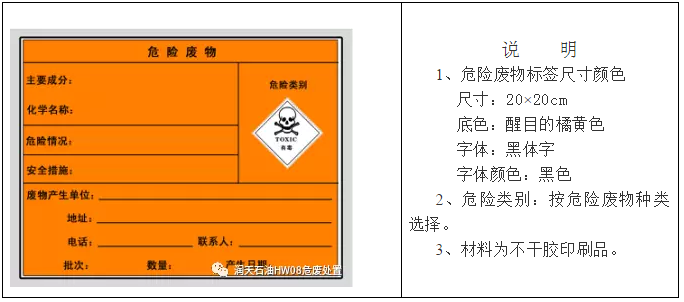 危险废物
主要成分：
化学名称：
危险类别
TOXIC
有毒
危险情况：
安全措施：
废物产生单位：
地址：
电话： 联系人：
批次： 数量： 产生日期：
润天石油HW08危废处置
说 明
1、危险废物标签尺寸颜色
尺寸：20×20cm
底色：醒目的橘黄色
字体：黑体字
字体颜色：黑色
2、危险类别：按危险废物种类
选择。
3、材料为不干胶印刷品。